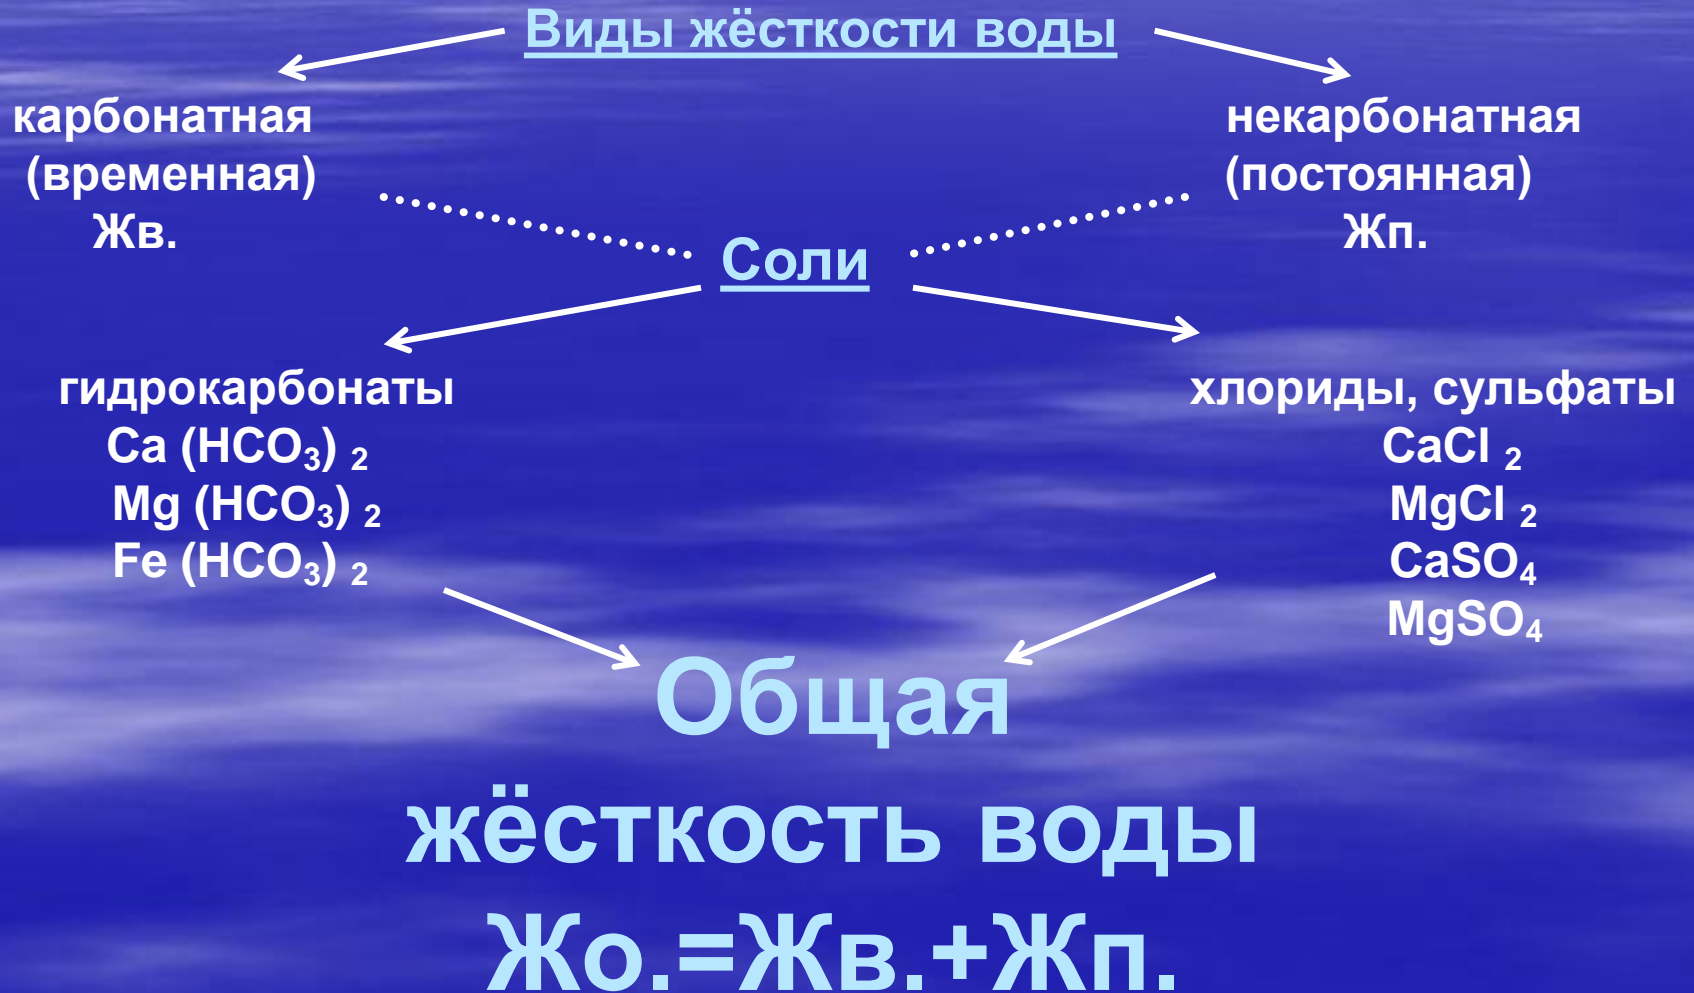 Виды жёсткости воды
карбонатная
(временная)
Жв.
некарбонатная
(постоянная)
Жп.
Соли
гидрокарбонаты
Ca (HCO₃) ₂
Mg (HCO₃) ₂
Fe (HCO₃) ₂
хлориды, сульфаты
CaCl ₂
MgCl ₂
CaSO₄
MgSO₄
Общая
жёсткость воды
Жо.=Жв.+Жп.